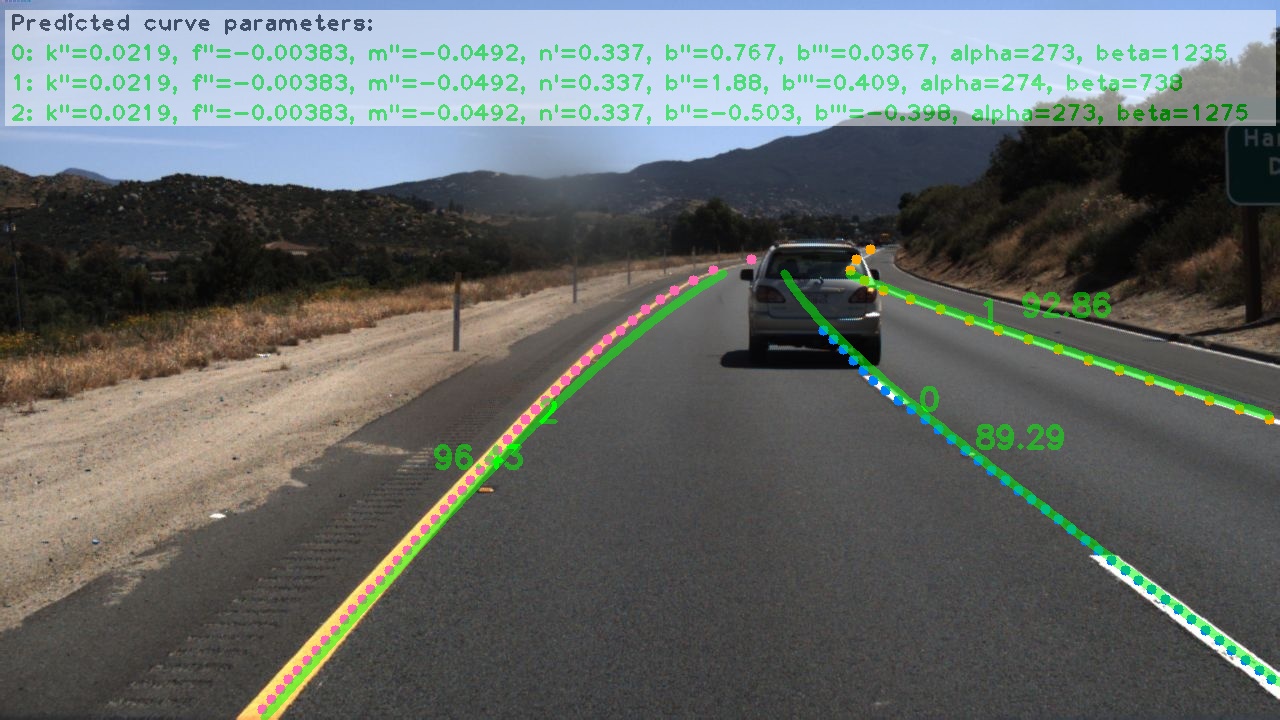 Predicted curve parameters:
0: k''=0.0219, f''=-0.00383, m''=-0.0492, n'=0.337, b''=0.767, b'''=0.0367, alpha=273, beta=1235,
1: k''=0.0219, f''=-0.00383, m''=-0.0492, n'=0.337, b''=1.88, b'''=0.409, alpha=274, beta=738
2: k''=0.0219, f''=-0.00383, m''=-0.0492, n'=0.337, b''=-0.503, b'''=-0.398, alpha=273, beta=1275
Ha
D
1 92.86
0
89.29
2